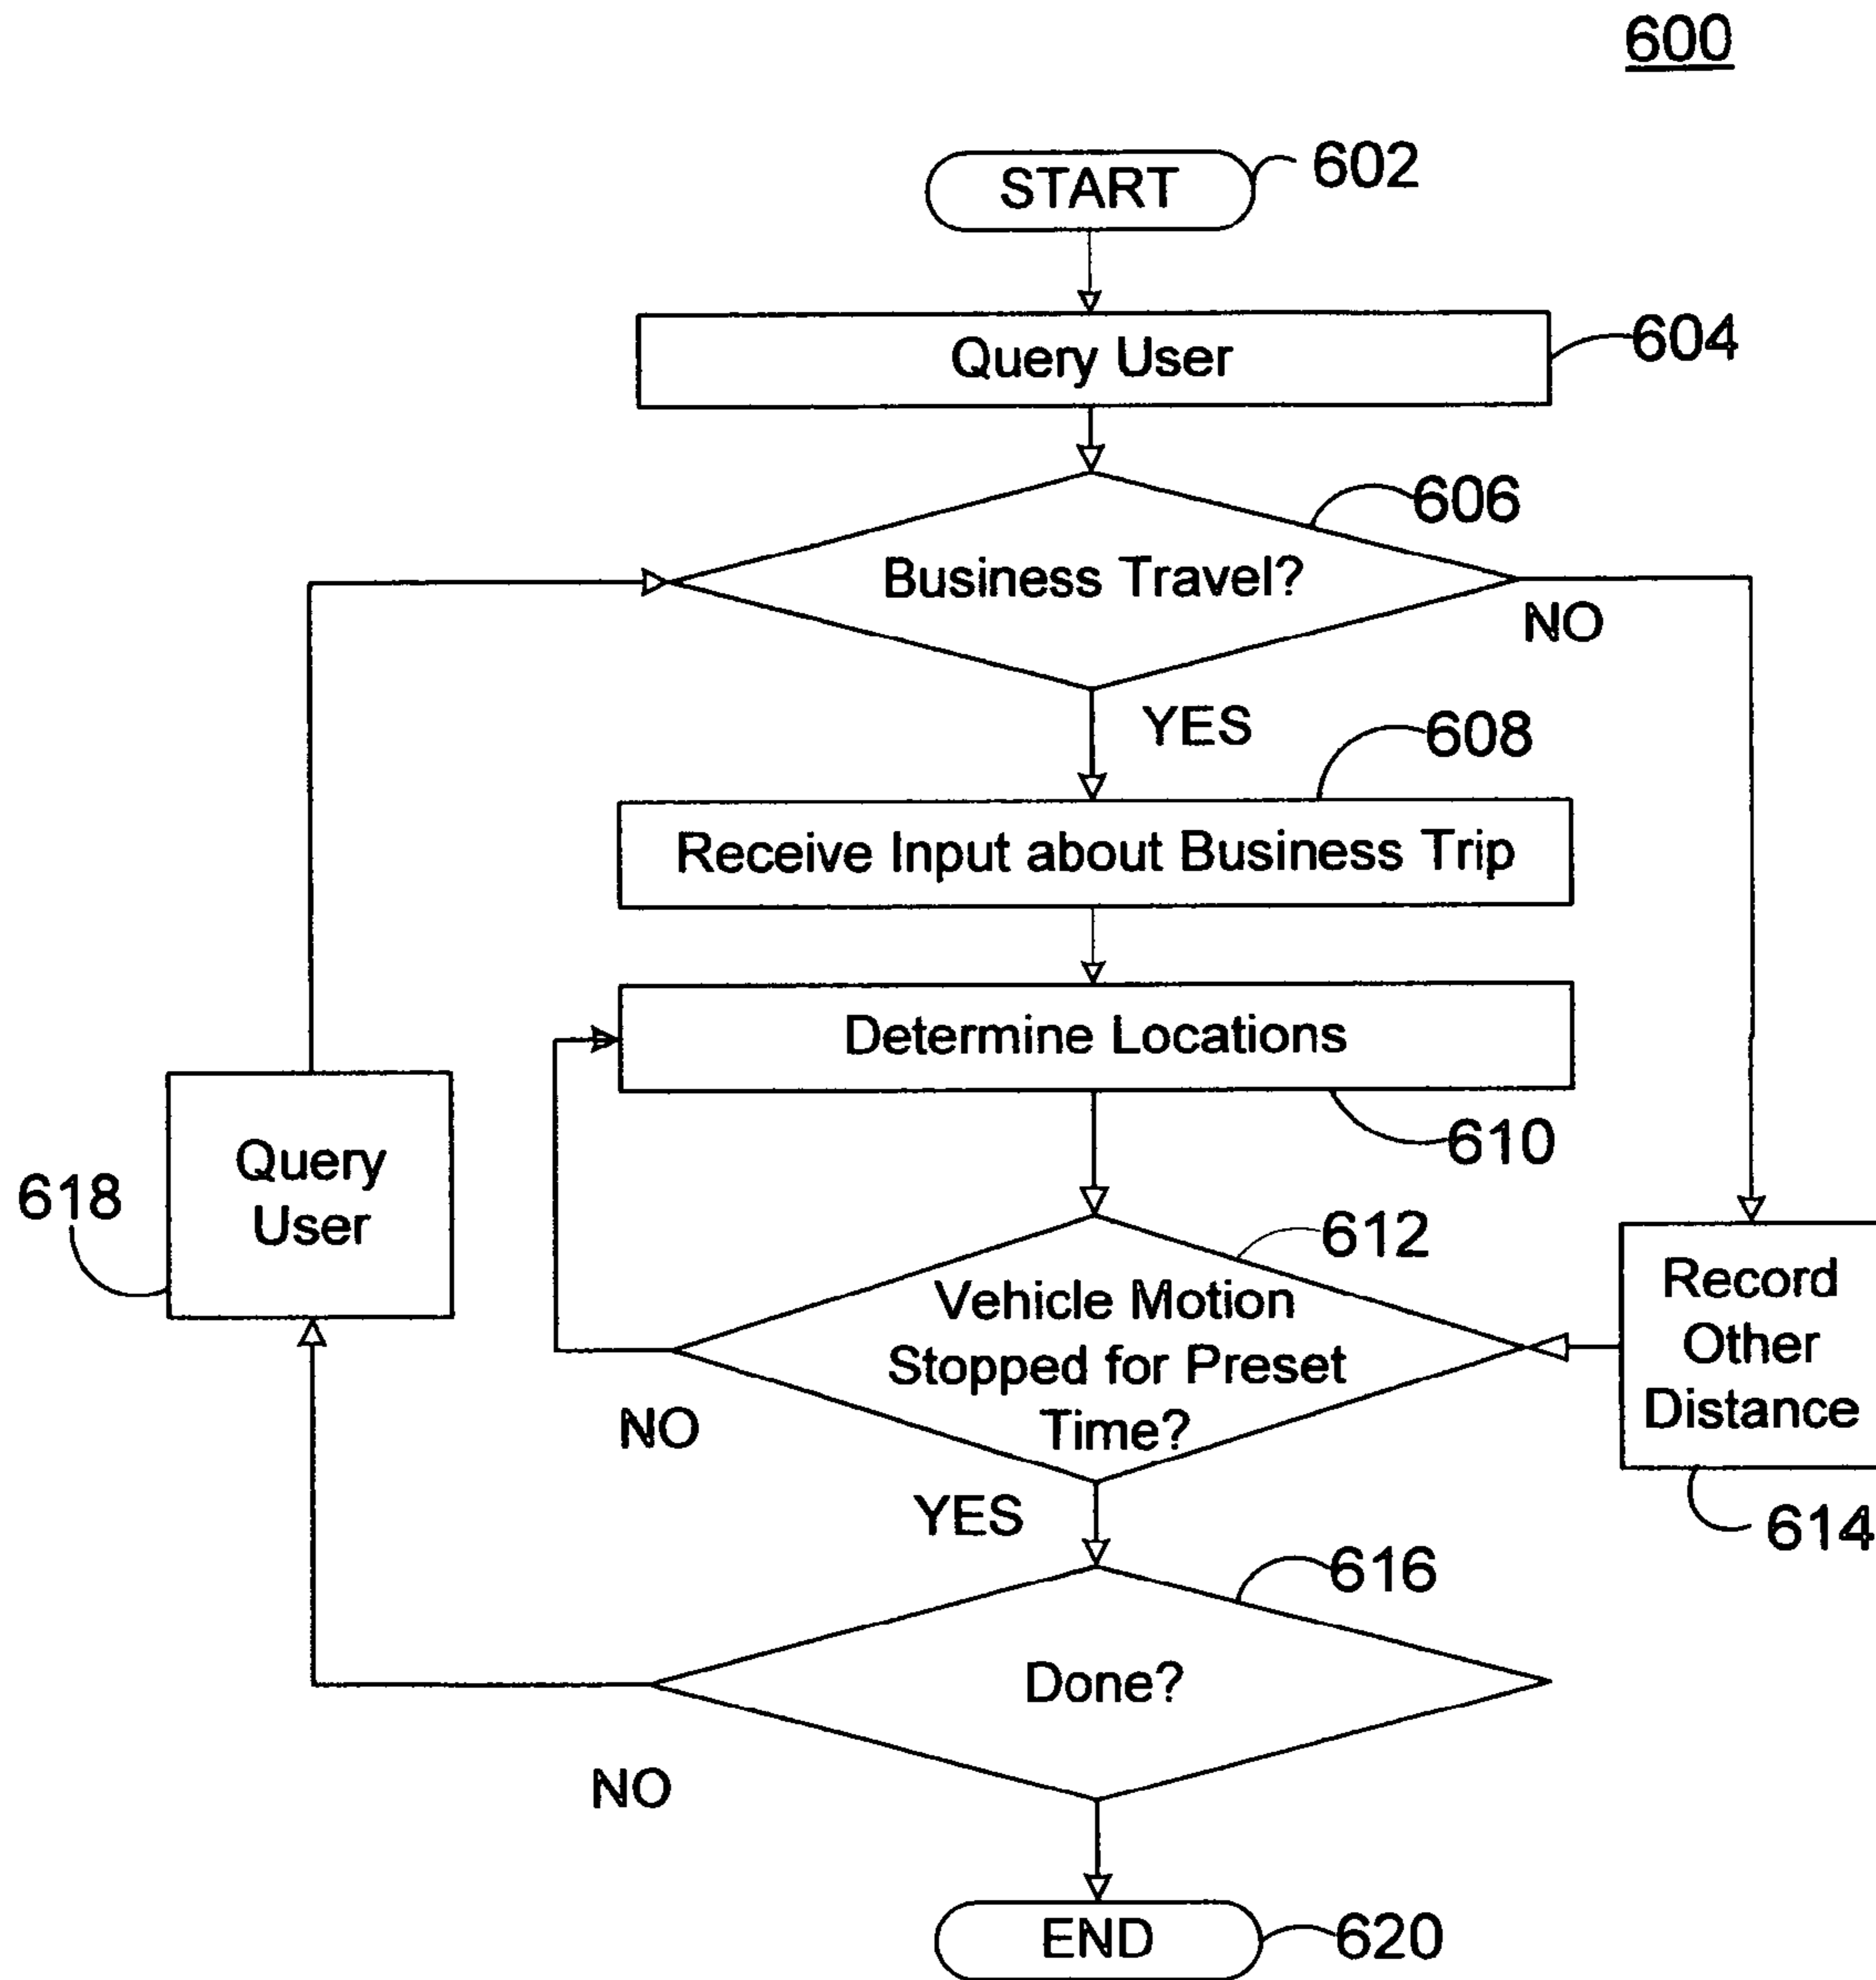 600
START
602
Query User
604
606
Business Travel?
NO
YES
608
Receive Input about Business Trip
Determine Locations
610
Query
User
618
612
Vehicle Motion
Stopped for Preset
Time?
Record
Other
Distance
614
NO
YES
616
Done?
NO
END
620